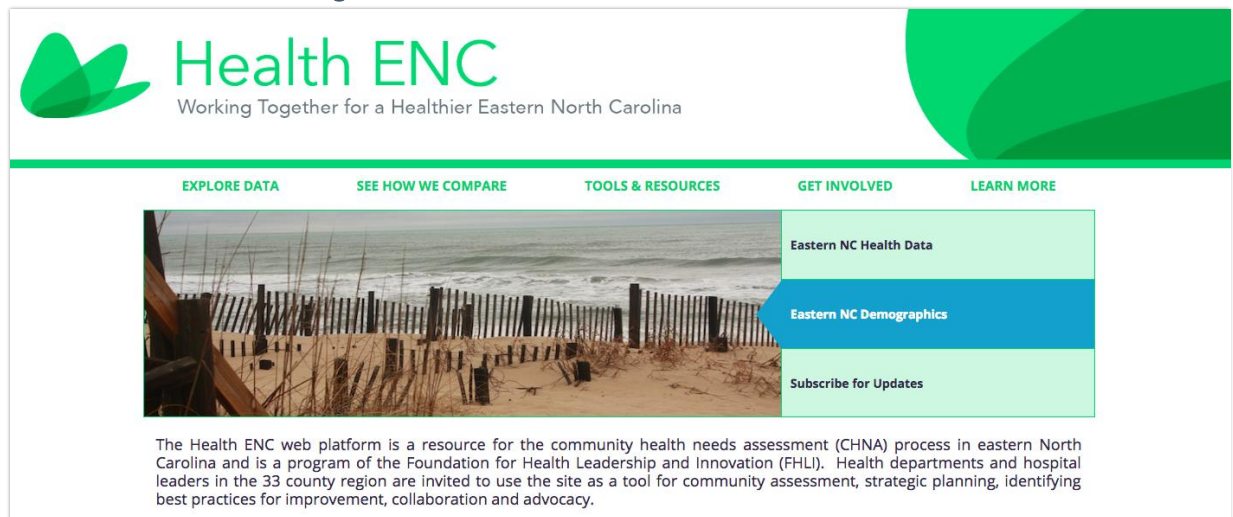 Health ENC
Working Together for a Healthier Eastern North Carolina
EXPLORE DATA SEE HOW WE COMPARE TOOLS & RESOURCES GET INVOLVED LEARN MORE
Eastern NC Health Data
Eastern NC Demographics
Subscribe for Updates
The Health ENC web platform is a resource for the community health needs assessment (CHNA) process in eastern North
Carolina and is a program of the Foundation for Health Leadership and Innovation (FHLI). Health departments and hospital
leaders in the 33 county region are invited to use the site as a tool for community assessment, strategic planning, identifying
best practices for improvement, collaboration and advocacy.